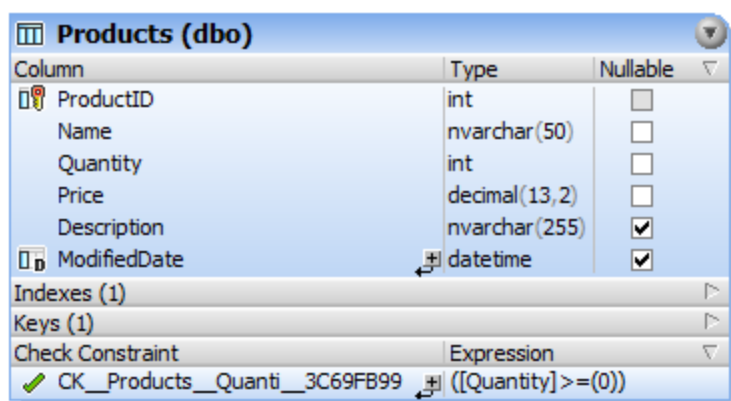 Products (dbo)
Column Type Nullable
ProductID int
Name nvarchar(50)
Quantity int
Price decimal(13,2)
Description nvarchar(255)
D ModifiedDate datetime
Indexes (1)
Keys (1)
Check Constraint Expression
CK__Products__Quanti__3C69FB99 ([Quantity]>=(0))